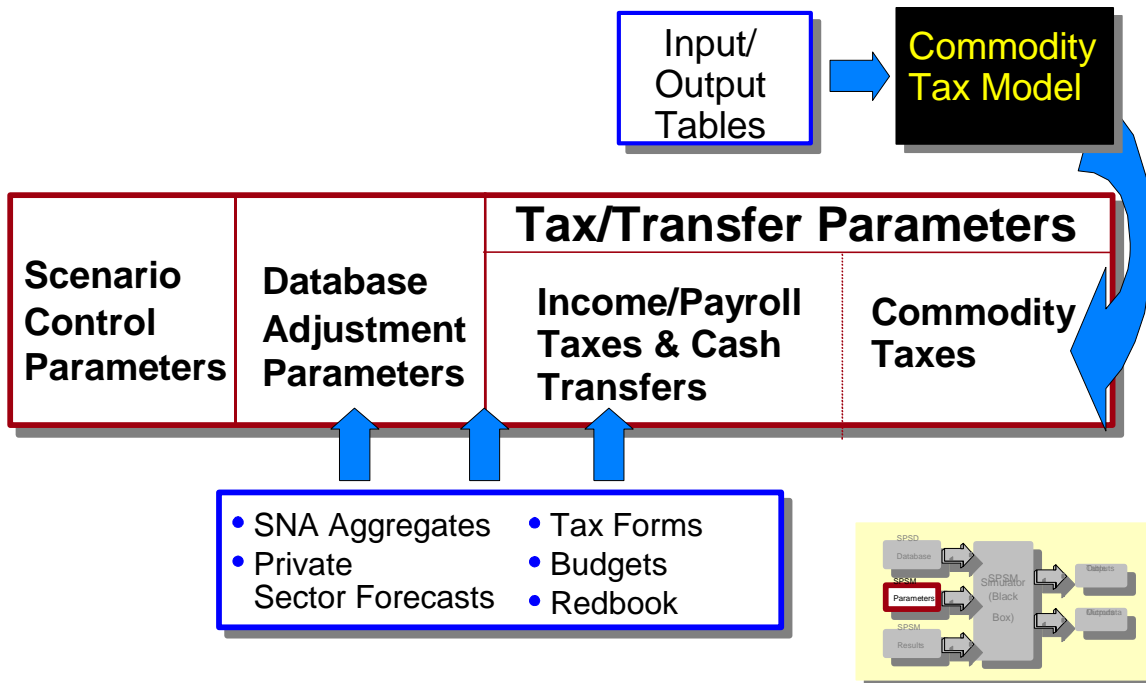 Input/
Output
Tables
Commodity
Tax Model
Scenario
Control
Parameters
Database
Adjustment
Parameters
Tax/Transfer Parameters
Income/Payroll
Taxes & Cash
Transfers
Commodity
Taxes
• SNA Aggregates
• Private
Sector Forecasts
• Tax Forms
• Budgets
• Redbook
SPSD
Database
SPSM
Parameters
SPSM
Results
SPSM
Simulator
(Black
Box)